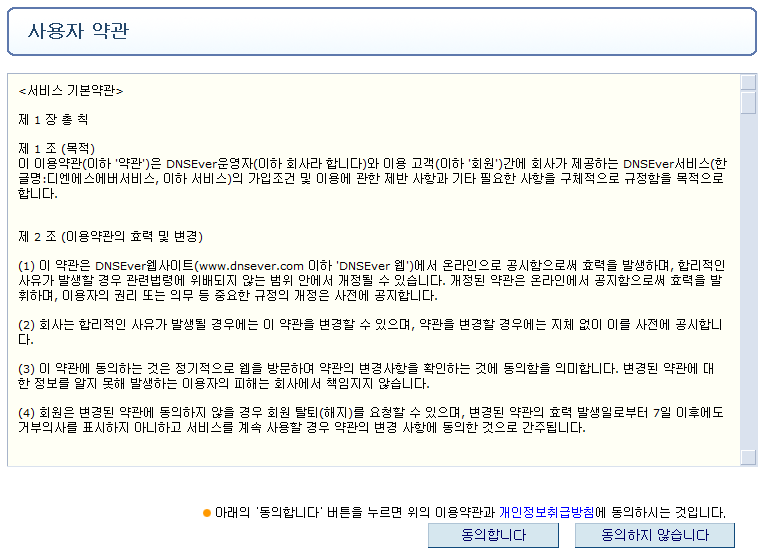 사용자 약관
<서비스 기본약관>
제 1 장 총 칙
제 1 조 (목적)
이 이용약관(이하 '약관')은 DNSEver운영자(이하 회사라 합니다)와 이용 고객(이하 '회원')간에 회사가 제공하는 DNSEver서비스(한
글명:디엔에스에버서비스, 이하 서비스)의 가입조건 및 이용에 관한 제반 사항과 기타 필요한 사항을 구체적으로 규정함을 목적으로
합니다.
제 2 조 (이용약관의 효력 및 변경)
(1) 이 약관은 DNSEver웹사이트(www.dnsever.com 이하 'DNSEver 웹')에서 온라인으로 공시함으로써 효력을 발생하며, 합리적인
사유가 발생할 경우 관련법령에 위배되지 않는 범위 안에서 개정될 수 있습니다. 개정된 약관은 온라인에서 공지함으로써 효력을 발
휘하며, 이용자의 권리 또는 의무 등 중요한 규정의 개정은 사전에 공지합니다.
(2) 회사는 합리적인 사유가 발생될 경우에는 이 약관을 변경할 수 있으며, 약관을 변경할 경우에는 지체 없이 이를 사전에 공시합니
다.
(3) 이 약관에 동의하는 것은 정기적으로 웹을 방문하여 약관의 변경사항을 확인하는 것에 동의함을 의미합니다. 변경된 약관에 대
한 정보를 알지 못해 발생하는 이용자의 피해는 회사에서 책임지지 않습니다.
(4) 회원은 변경된 약관에 동의하지 않을 경우 회원 탈퇴(해지)를 요청할 수 있으며, 변경된 약관의 효력 발생일로부터 7일 이후에도
거부의사를 표시하지 아니하고 서비스를 계속 사용할 경우 약관의 변경 사항에 동의한 것으로 간주됩니다.
아래의 '동의합니다' 버튼을 누르면 위의 이용약관과 개인정보취급방침에 동의하시는 것입니다.
동의합니다 동의하지 않습니다